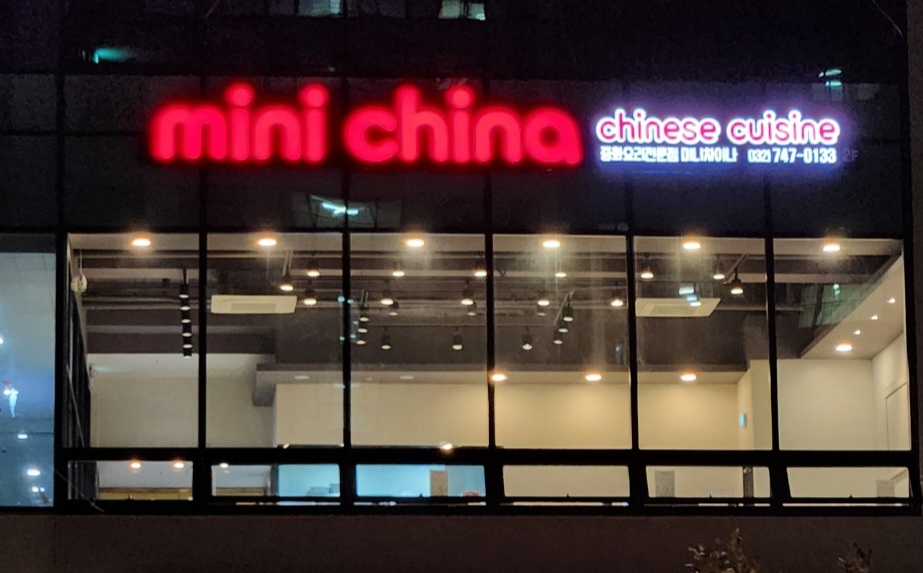 mini china
chinese cuisine
중화요리전문점 미니차이나 032)747-0133 2F